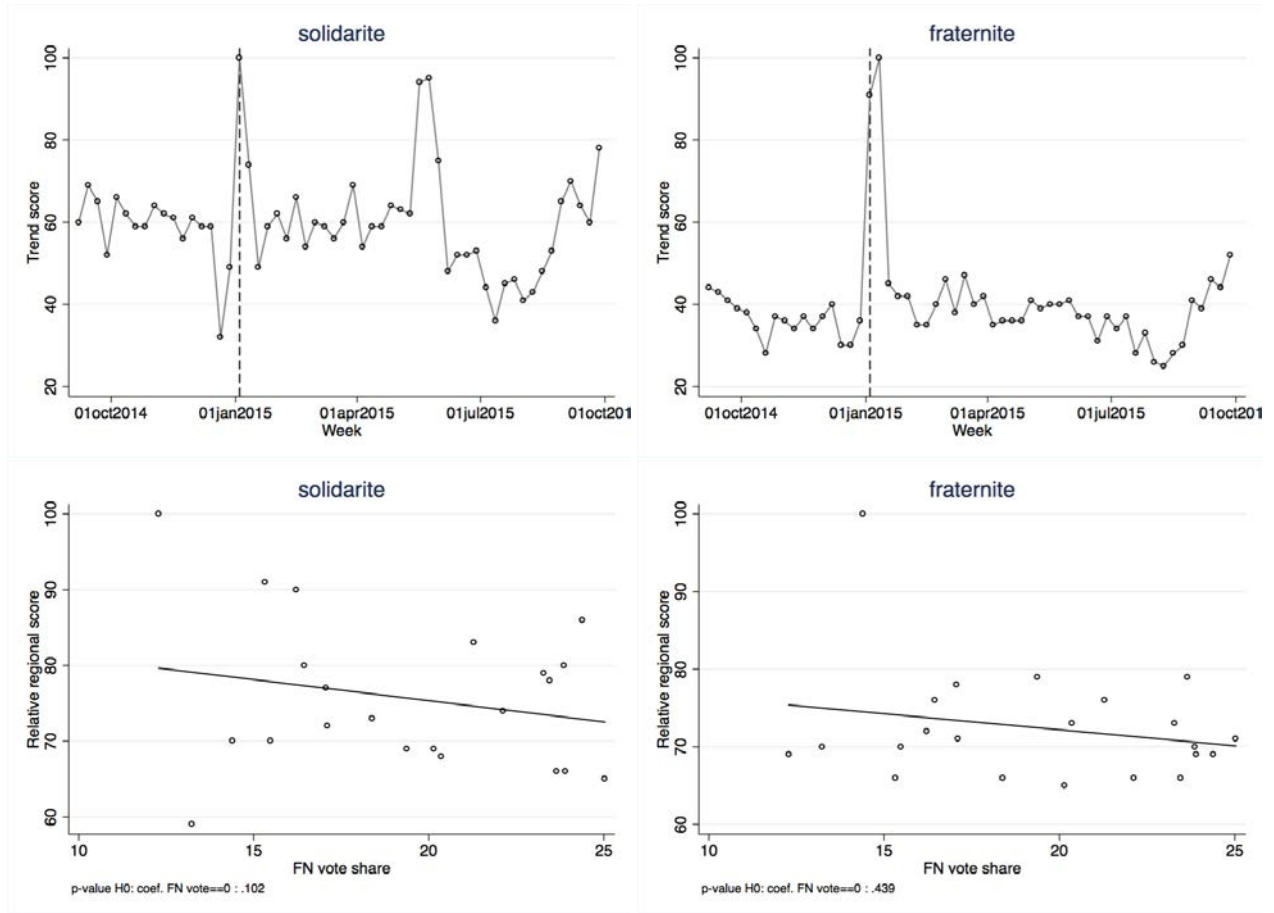 solidarite
Trend score
100
80
60
40
20
01oct2014 01jan2015 01apr2015 01jul2015 01oct201
Week
fraternite
Trend score
100
80
60
40
20
01oct2014 01jan2015 01apr2015 01jul2015 01oct201
Week
solidarite
Relative regional score
100
90
80
70
60
10 15 20 25
FN vote share
p-value H0: coef. FN vote==0 : .102
fraternite
Relative regional score
100
90
80
70
60
10 15 20 25
FN vote share
p-value H0: coef. FN vote==0 : .439